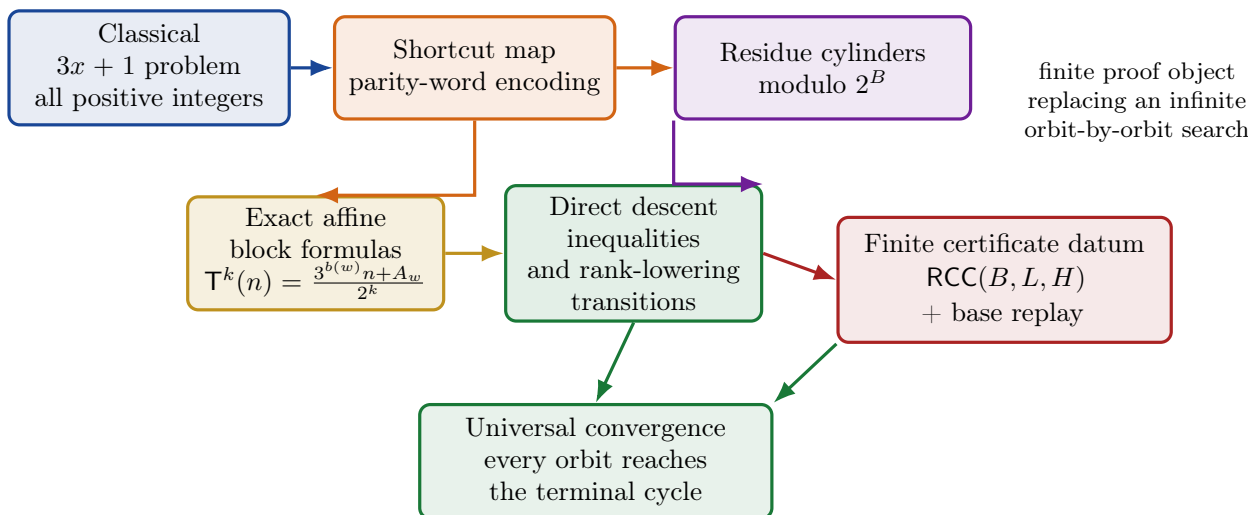 Classical
3x + 1 problem
all positive integers
Shortcut map
parity-word encoding
Residue cylinders
modulo 2^B
finite proof object
replacing an infinite
orbit-by-orbit search
Exact affine
block formulas
T^k(n) = \frac{3^{b(w)}n+A_w}{2^k}
Direct descent
inequalities
and rank-lowering
transitions
Finite certificate datum
RCC(B, L, H)
+ base replay
Universal convergence
every orbit reaches
the terminal cycle